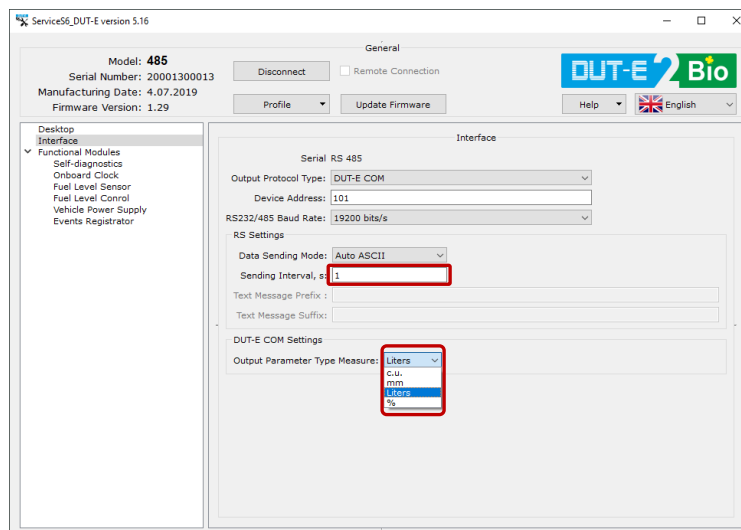 ServiceS6_DUT-E version 5.16
General
Model: 485
Serial Number: 20001300013
Manufacturing Date: 4.07.2019
Firmware Version: 1.29
Disconnect
Remote Connection
Profile
Update Firmware
DUT-E 2 Bio
Help
English
Desktop
Interface
Functional Modules
Self-diagnostics
Onboard Clock
Fuel Level Sensor
Fuel Level Conrol
Vehicle Power Supply
Events Registrator
Interface
Serial RS 485
Output Protocol Type: DUT-E COM
Device Address: 101
RS232/485 Baud Rate: 19200 bits/s
RS Settings
Data Sending Mode: Auto ASCII
Sending Interval, s: 1
Text Message Prefix :
Text Message Suffix:
DUT-E COM Settings
Output Parameter Type Measure: Liters
c.u.
mm
Liters
%